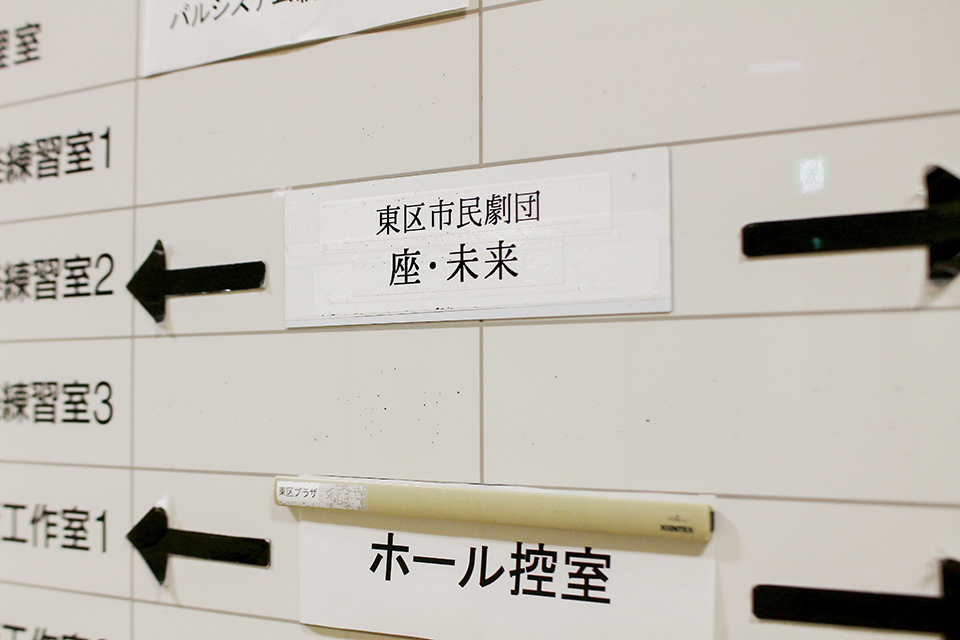 パルシステム
練習室1
東区市民劇団
座・未来
練習室2
練習室3
東区プラザ
工作室1
ホール控室